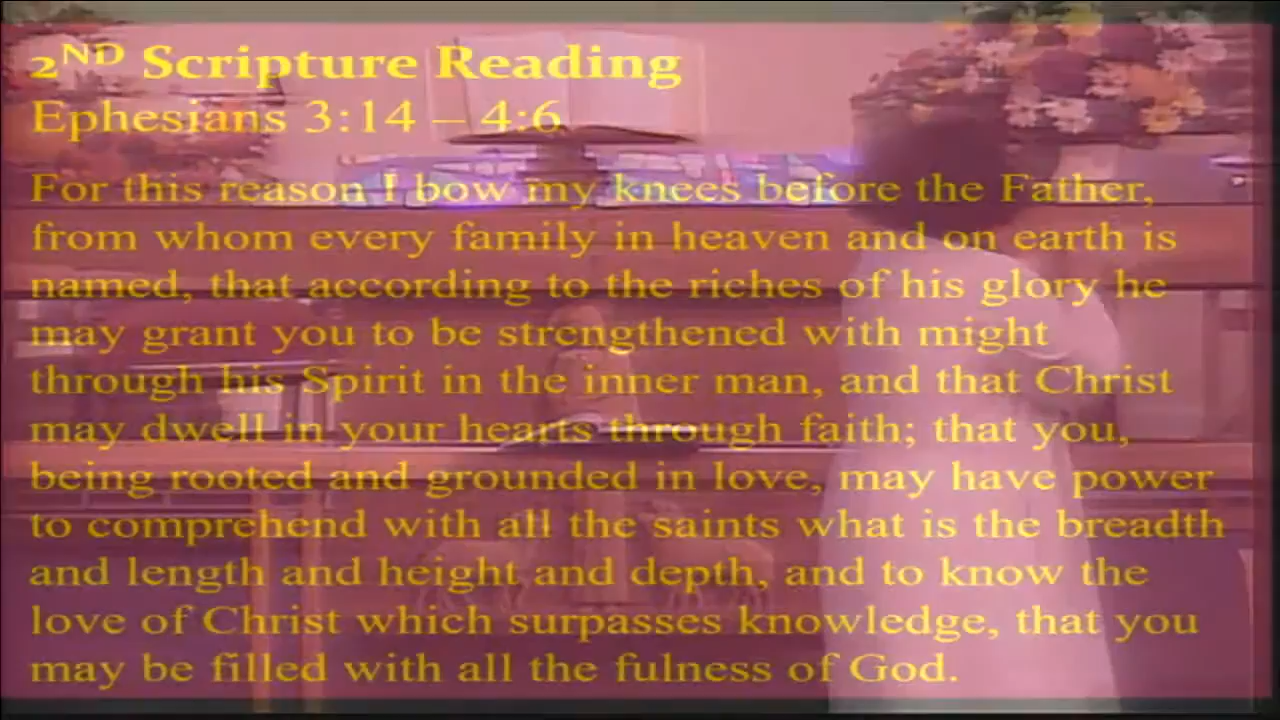 2ND Scripture Reading
Ephesians 3:14 – 4:6
For this reason I bow my knees before the Father,
from whom every family in heaven and on earth is
named, that according to the riches of his glory he
may grant you to be strengthened with might
through his Spirit in the inner man, and that Christ
may dwell in your hearts through faith; that you,
being rooted and grounded in love, may have power
to comprehend with all the saints what is the breadth
and length and height and depth, and to know the
love of Christ which surpasses knowledge, that you
may be filled with all the fulness of God.